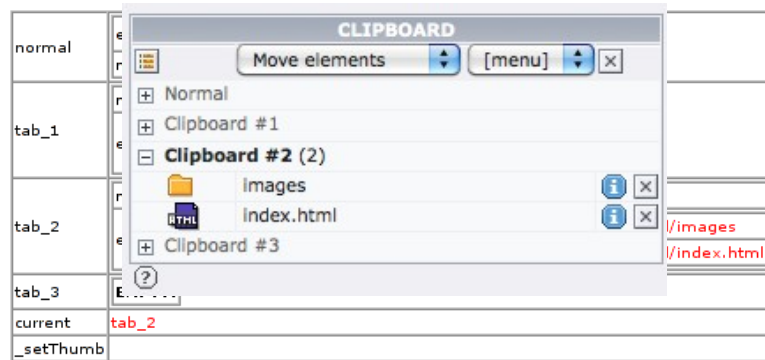 CLIPBOARD
normal
Move elements [menu]
Normal
tab_1
Clipboard #1
Clipboard #2 (2)
images
tab_2
index.html
/images
Clipboard #3
/index.html
tab_3
current tab_2
_setThumb